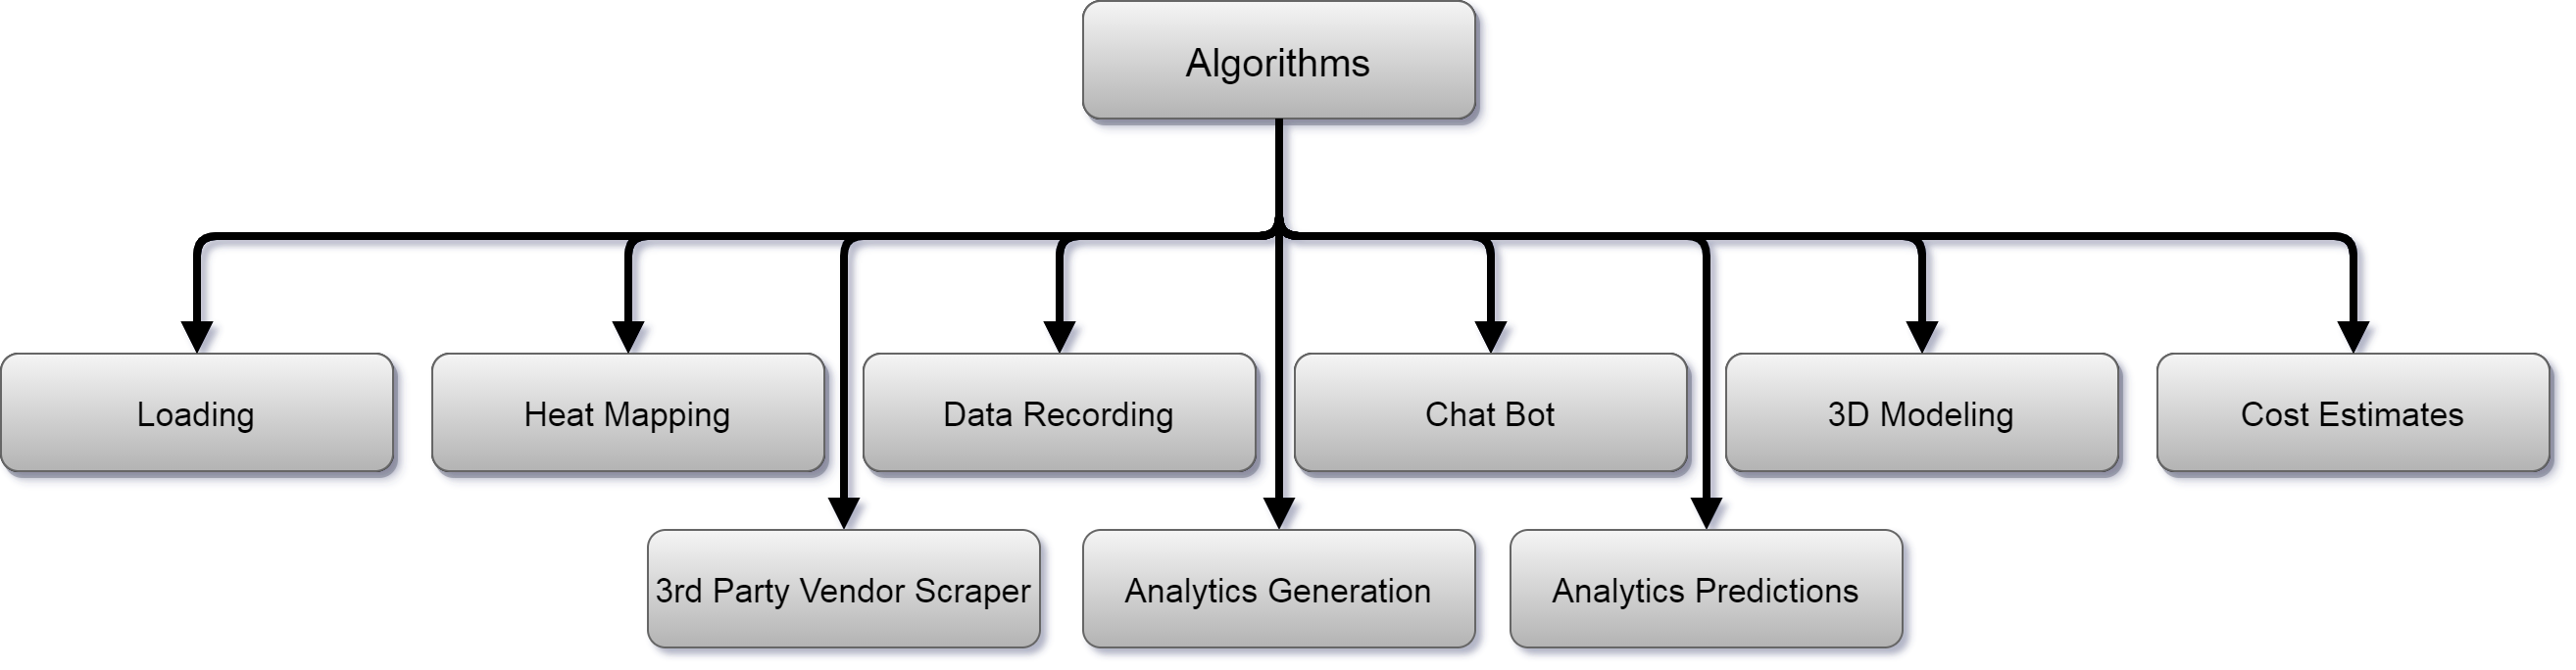 Algorithms
Loading
Heat Mapping
Data Recording
Chat Bot
3D Modeling
Cost Estimates
3rd Party Vendor Scraper
Analytics Generation
Analytics Predictions